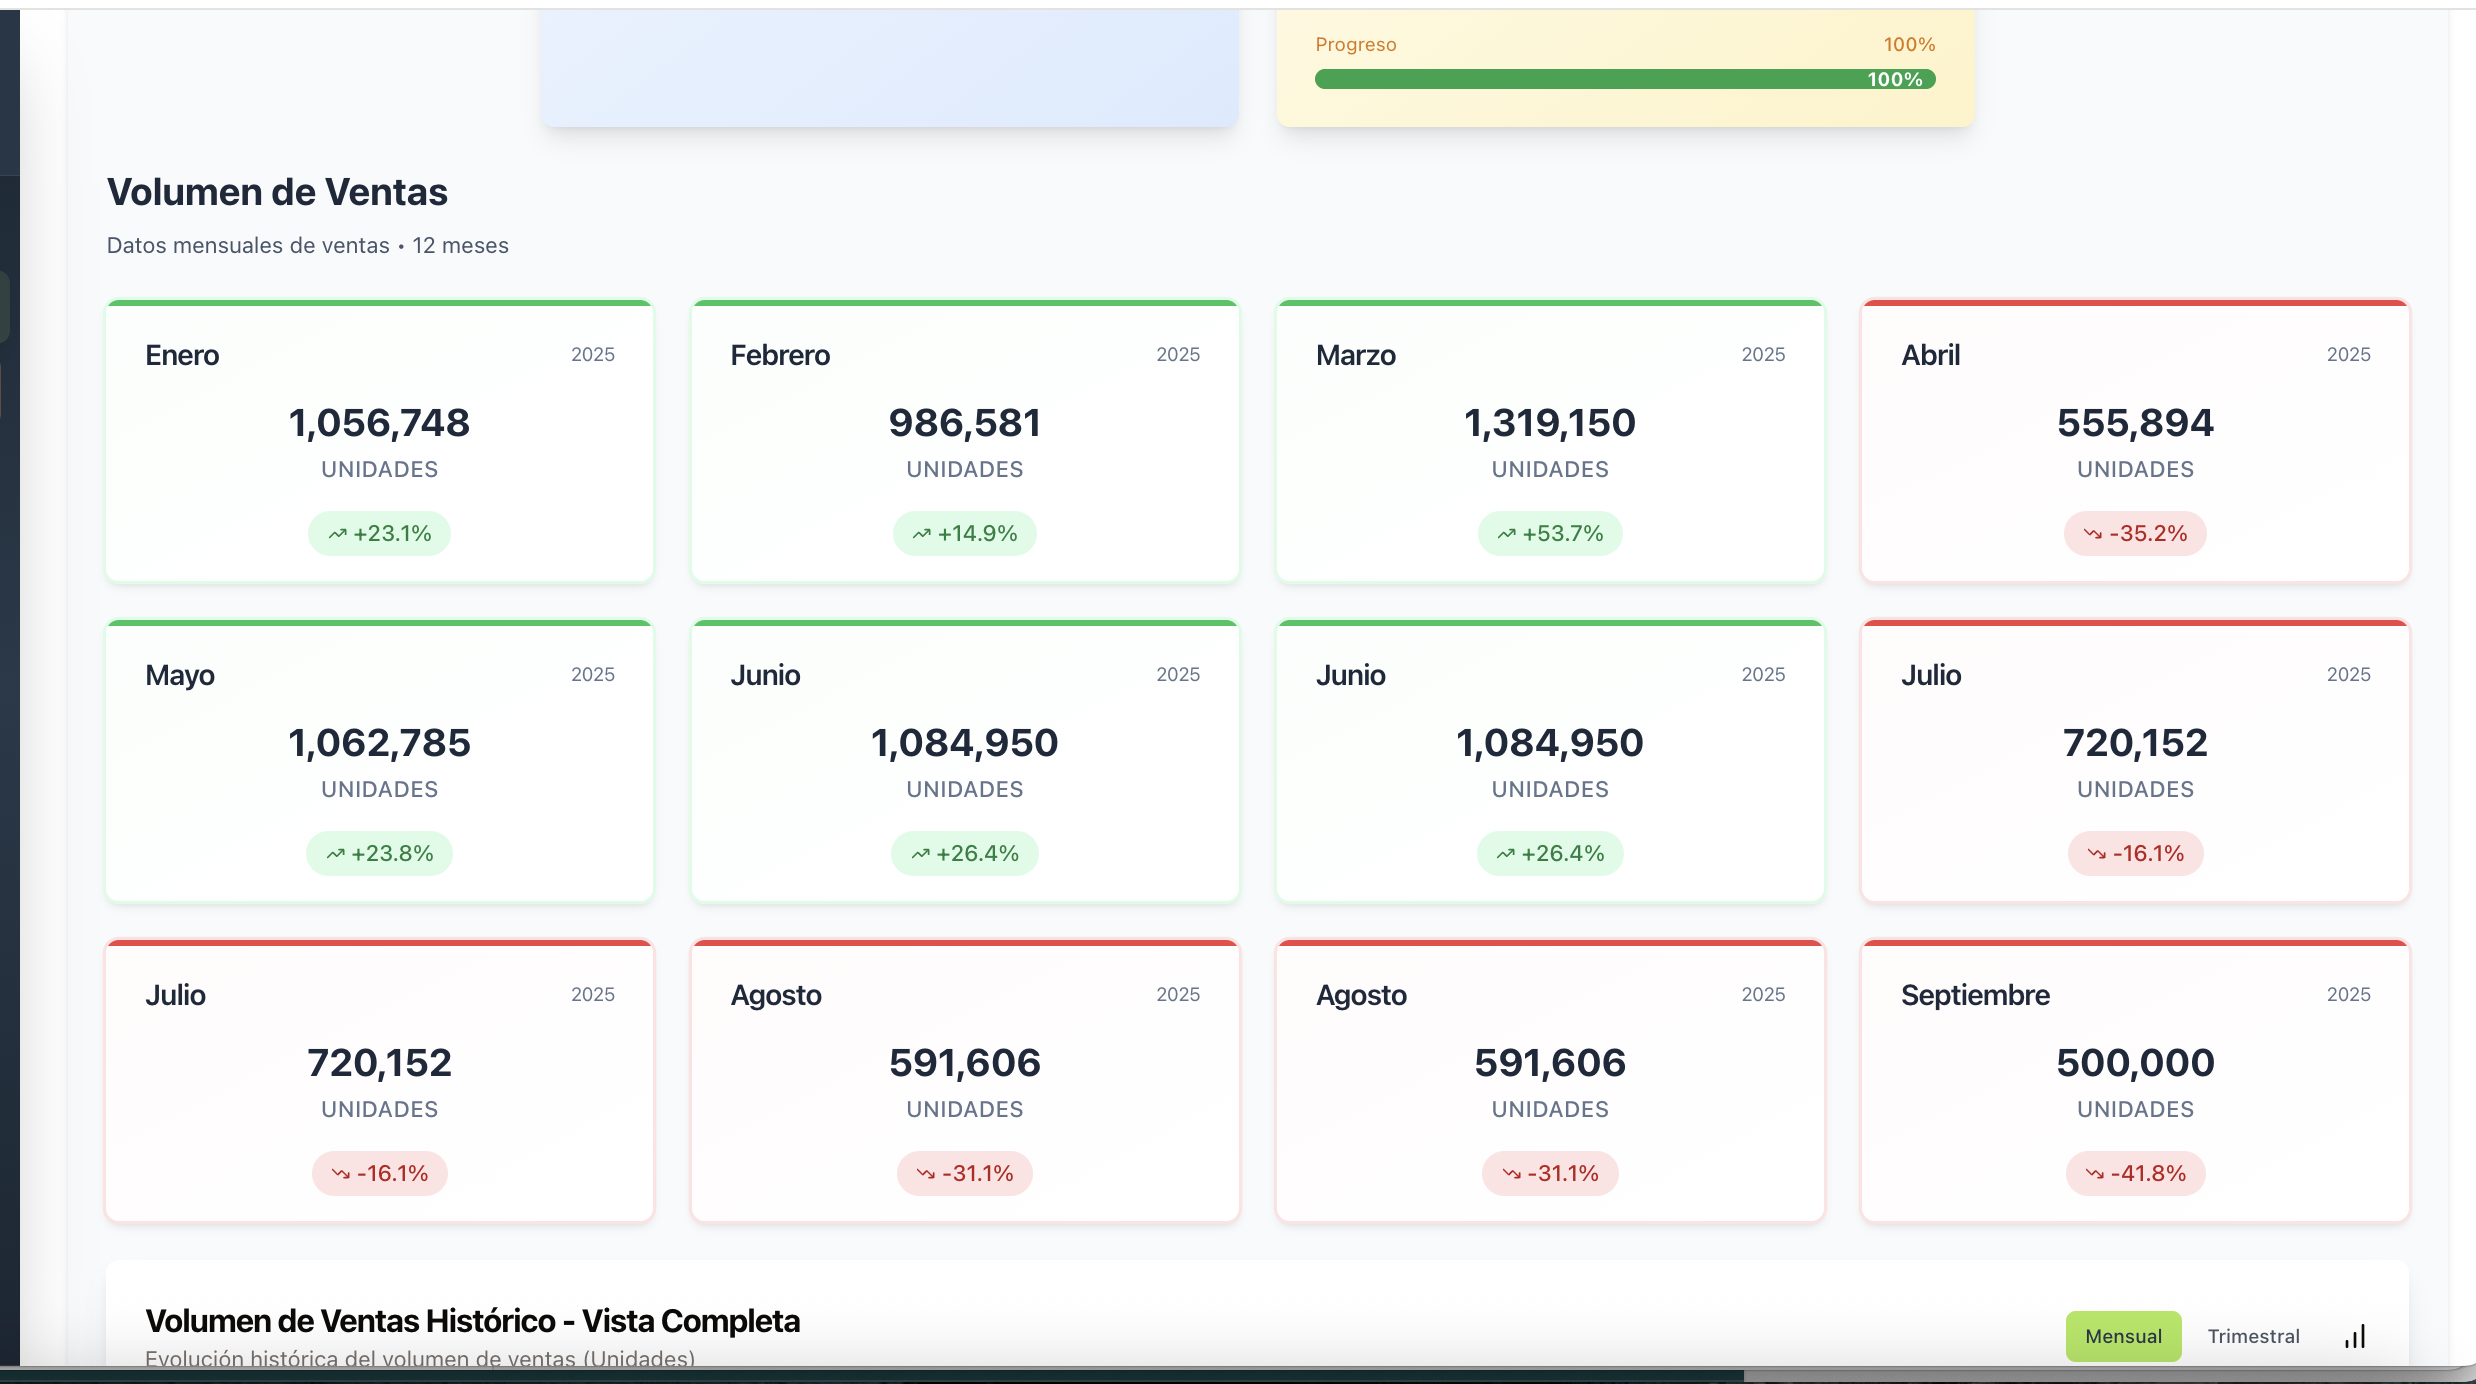 Progreso 100%
100%
Volumen de Ventas
Datos mensuales de ventas • 12 meses
Enero 2025
1,056,748
UNIDADES
+23.1%
Febrero 2025
986,581
UNIDADES
+14.9%
Marzo 2025
1,319,150
UNIDADES
+53.7%
Abril 2025
555,894
UNIDADES
-35.2%
Mayo 2025
1,062,785
UNIDADES
+23.8%
Junio 2025
1,084,950
UNIDADES
+26.4%
Junio 2025
1,084,950
UNIDADES
+26.4%
Julio 2025
720,152
UNIDADES
-16.1%
Julio 2025
720,152
UNIDADES
-16.1%
Agosto 2025
591,606
UNIDADES
-31.1%
Agosto 2025
591,606
UNIDADES
-31.1%
Septiembre 2025
500,000
UNIDADES
-41.8%
Volumen de Ventas Histórico - Vista Completa
Evolución histórica del volumen de ventas (Unidades)
Mensual Trimestral